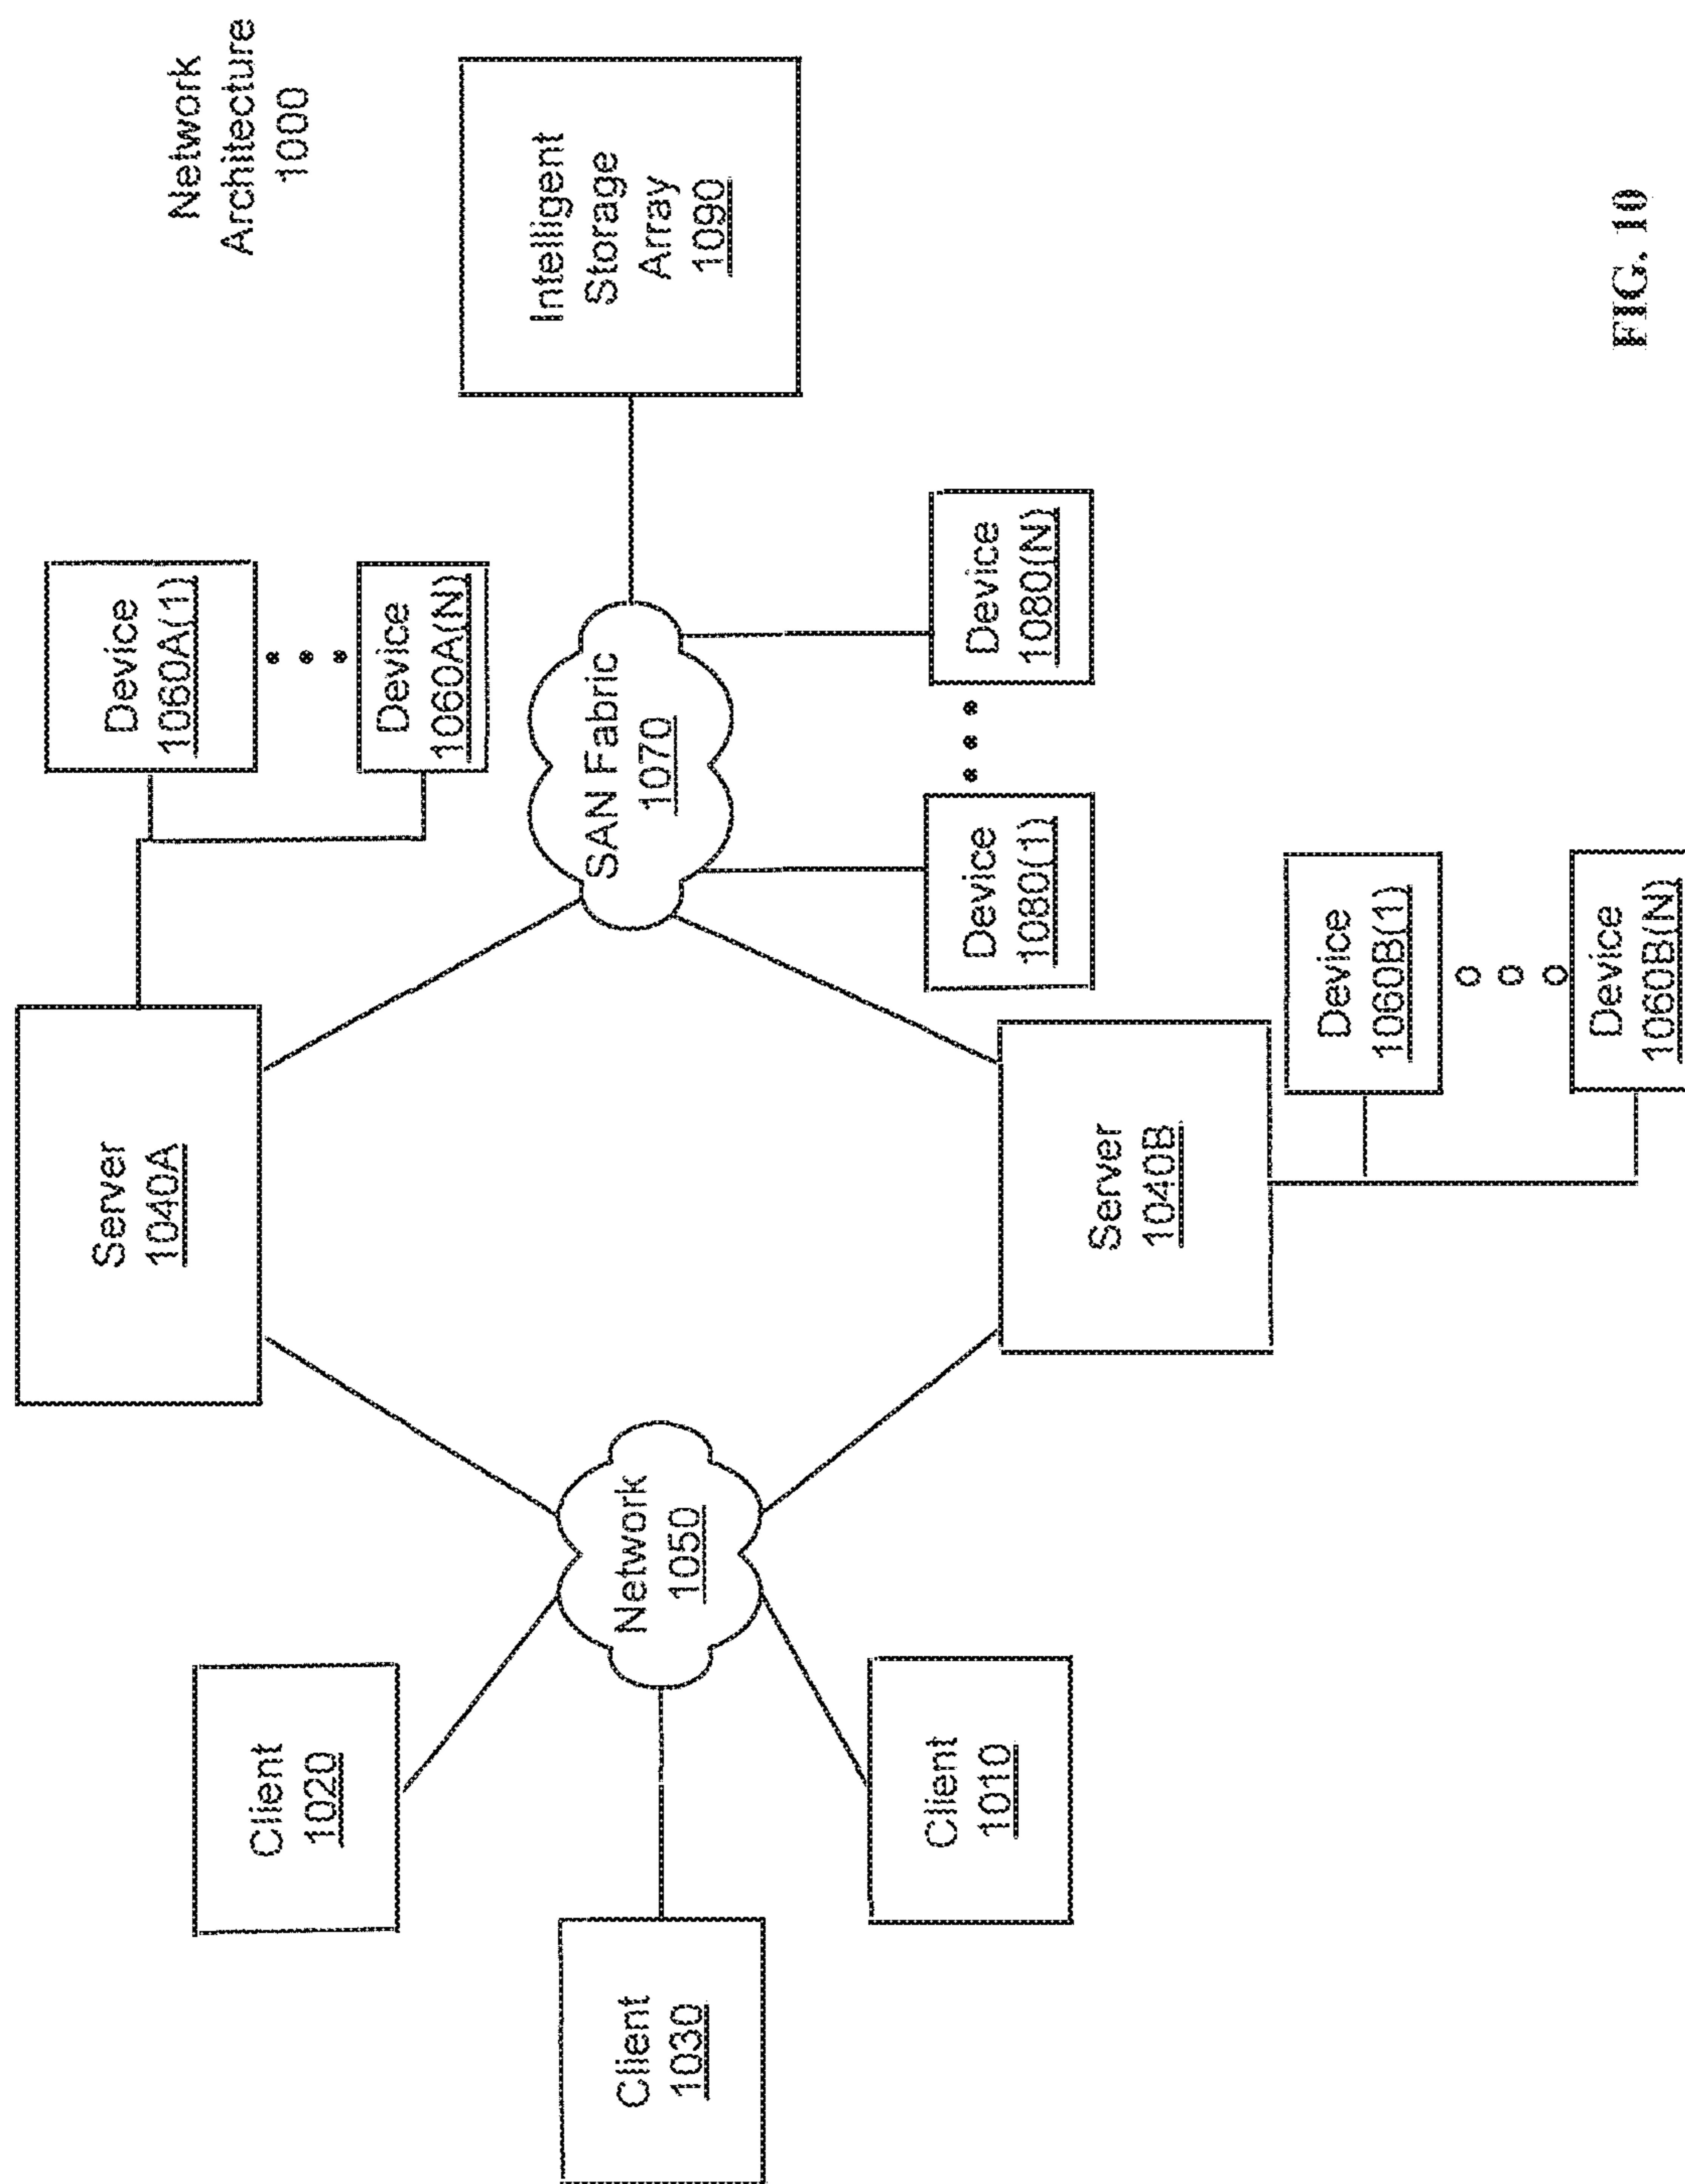 Network
Architecture
1000
Device
1060A(1)
Device
1060A(N)
Server
1040A
Intelligent
Storage
Array
1090
SAN Fabric
1070
Client
1020
Network
1050
Client
1030
Device
1080(1)
Device
1080(N)
Client
1010
Server
1040B
Device
1060B(1)
Device
1060B(N)
FIG. 10